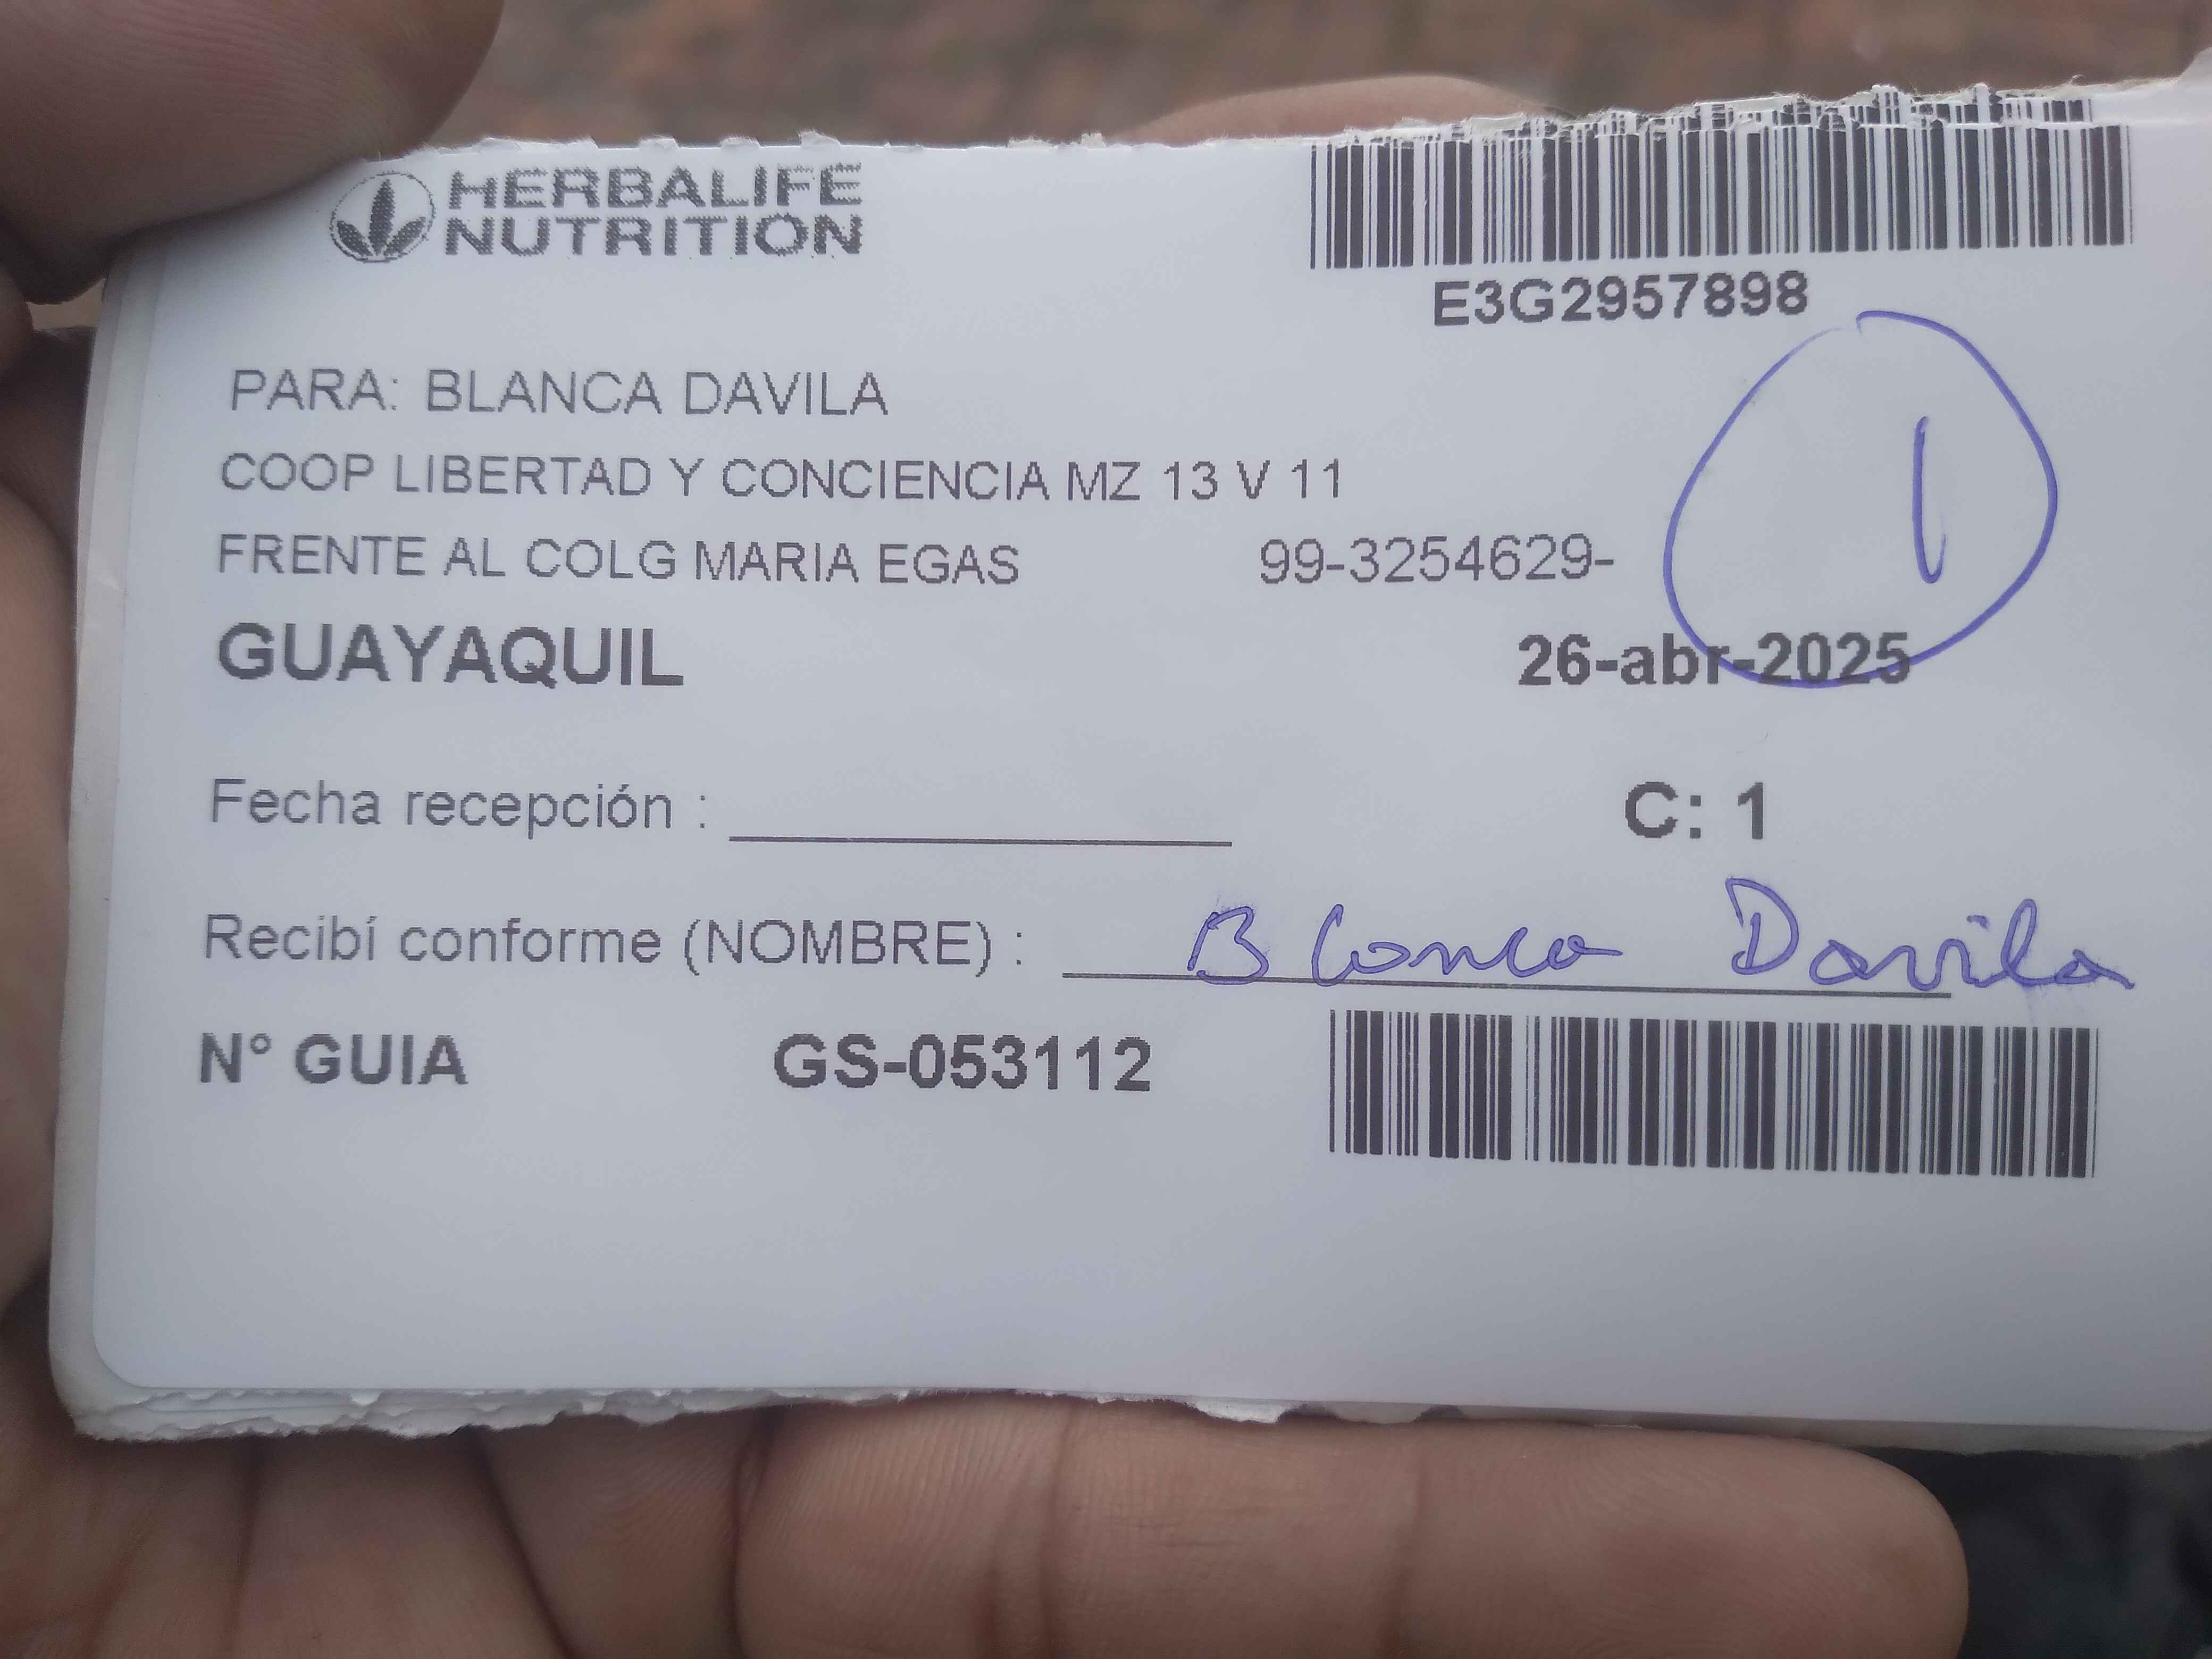 HERBALIFE
NUTRITION
E3G2957898
PARA: BLANCA DAVILA
COOP LIBERTAD Y CONCIENCIA MZ 13 V 11
FRENTE AL COLG MARIA EGAS 99-3254629-
1
GUAYAQUIL 26-abr-2025
Fecha recepción : C: 1
Recibí conforme (NOMBRE) : Blanca Davila
N° GUIA GS-053112